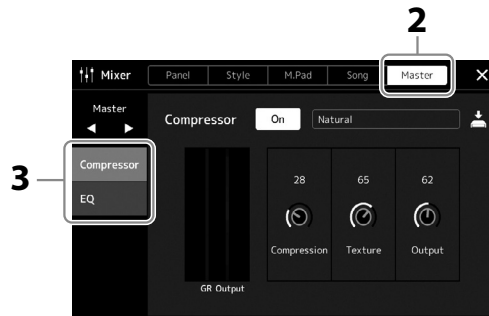 2
Mixer Panel Style M.Pad Song Master
Master
Compressor On Natural
3
Compressor
EQ
28 65 62
Compression Texture Output
GR Output